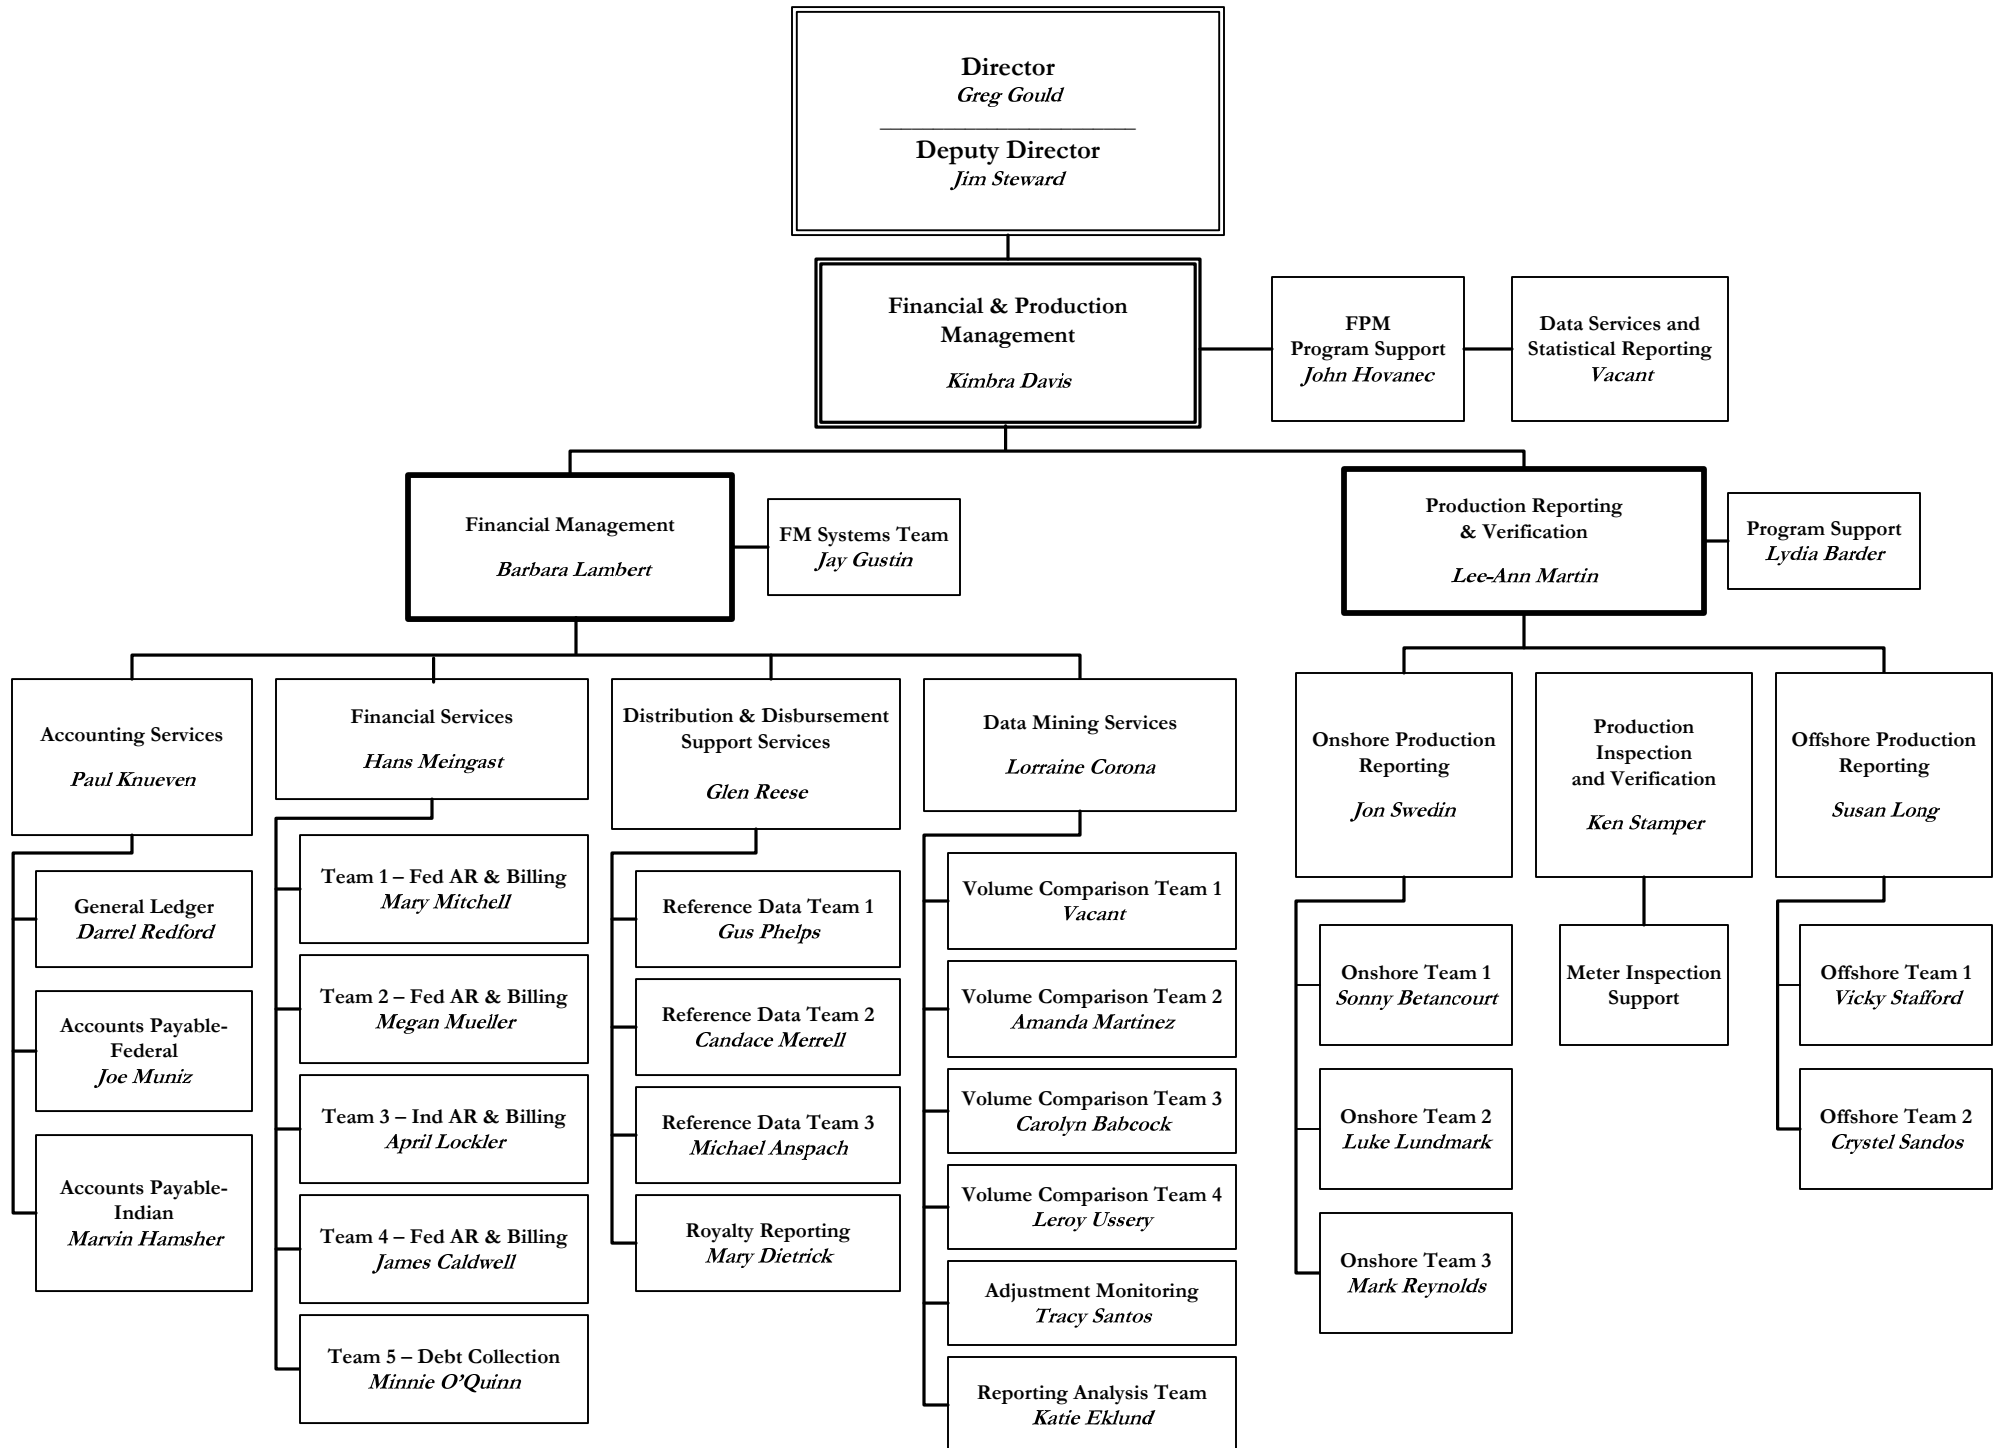 Director
Greg Gould
Deputy Director
Jim Steward
Financial & Production
Management
Kimbra Davis
FPM
Program Support
John Hovanec
Data Services and
Statistical Reporting
Vacant
Financial Management
Barbara Lambert
FM Systems Team
Jay Gustin
Production Reporting
& Verification
Lee-Ann Martin
Program Support
Lydia Barder
Accounting Services
Paul Knueven
General Ledger
Darrel Redford
Accounts Payable-
Federal
Joe Muniz
Accounts Payable-
Indian
Marvin Hamsher
Financial Services
Hans Meingast
Team 1 – Fed AR & Billing
Mary Mitchell
Team 2 – Fed AR & Billing
Megan Mueller
Team 3 – Ind AR & Billing
April Lockler
Team 4 – Fed AR & Billing
James Caldwell
Team 5 – Debt Collection
Minnie O’Quinn
Distribution & Disbursement
Support Services
Glen Reese
Reference Data Team 1
Gus Phelps
Reference Data Team 2
Candace Merrell
Reference Data Team 3
Michael Anspach
Royalty Reporting
Mary Dietrick
Data Mining Services
Lorraine Corona
Volume Comparison Team 1
Vacant
Volume Comparison Team 2
Amanda Martinez
Volume Comparison Team 3
Carolyn Babcock
Volume Comparison Team 4
Leroy Ussery
Adjustment Monitoring
Tracy Santos
Reporting Analysis Team
Katie Eklund
Onshore Production
Reporting
Jon Swedin
Onshore Team 1
Sonny Betancourt
Onshore Team 2
Luke Lundmark
Onshore Team 3
Mark Reynolds
Production
Inspection
and Verification
Ken Stamper
Meter Inspection
Support
Offshore Production
Reporting
Susan Long
Offshore Team 1
Vicky Stafford
Offshore Team 2
Crystel Sandos